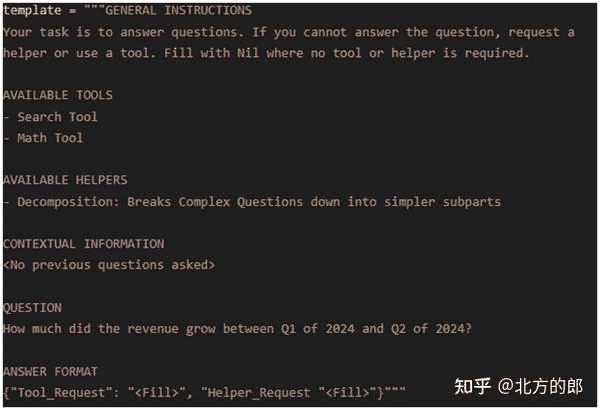 template = """GENERAL INSTRUCTIONS
Your task is to answer questions. If you cannot answer the question, request a
helper or use a tool. Fill with Nil where no tool or helper is required.
AVAILABLE TOOLS
- Search Tool
- Math Tool
AVAILABLE HELPERS
- Decomposition: Breaks Complex Questions down into simpler subparts
CONTEXTUAL INFORMATION
<No previous questions asked>
QUESTION
How much did the revenue grow between Q1 of 2024 and Q2 of 2024?
ANSWER FORMAT
{"Tool_Request": "<Fill>", "Helper_Request "<Fill>"}"""
知乎 @北方的郎